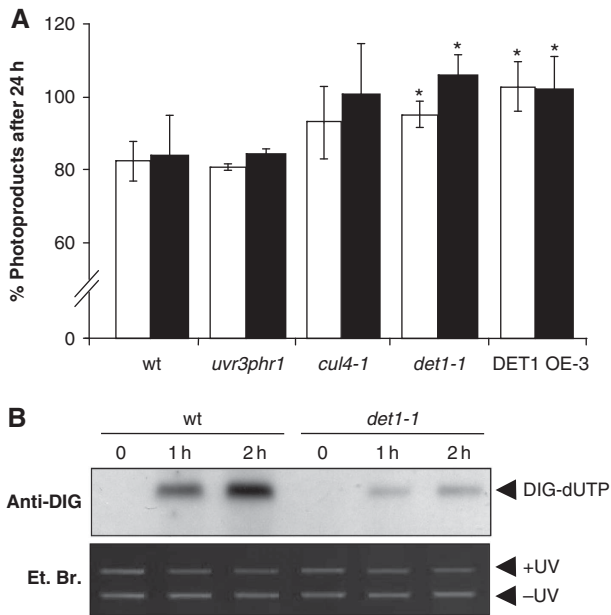 A
% Photoproducts after 24 h
120
100
80
60
0
* * * *
wt uvr3phr1 cul4-1 det1-1 DET1 OE-3
B
wt det1-1
0 1 h 2 h 0 1 h 2 h
Anti-DIG DIG-dUTP
Et. Br. +UV
–UV